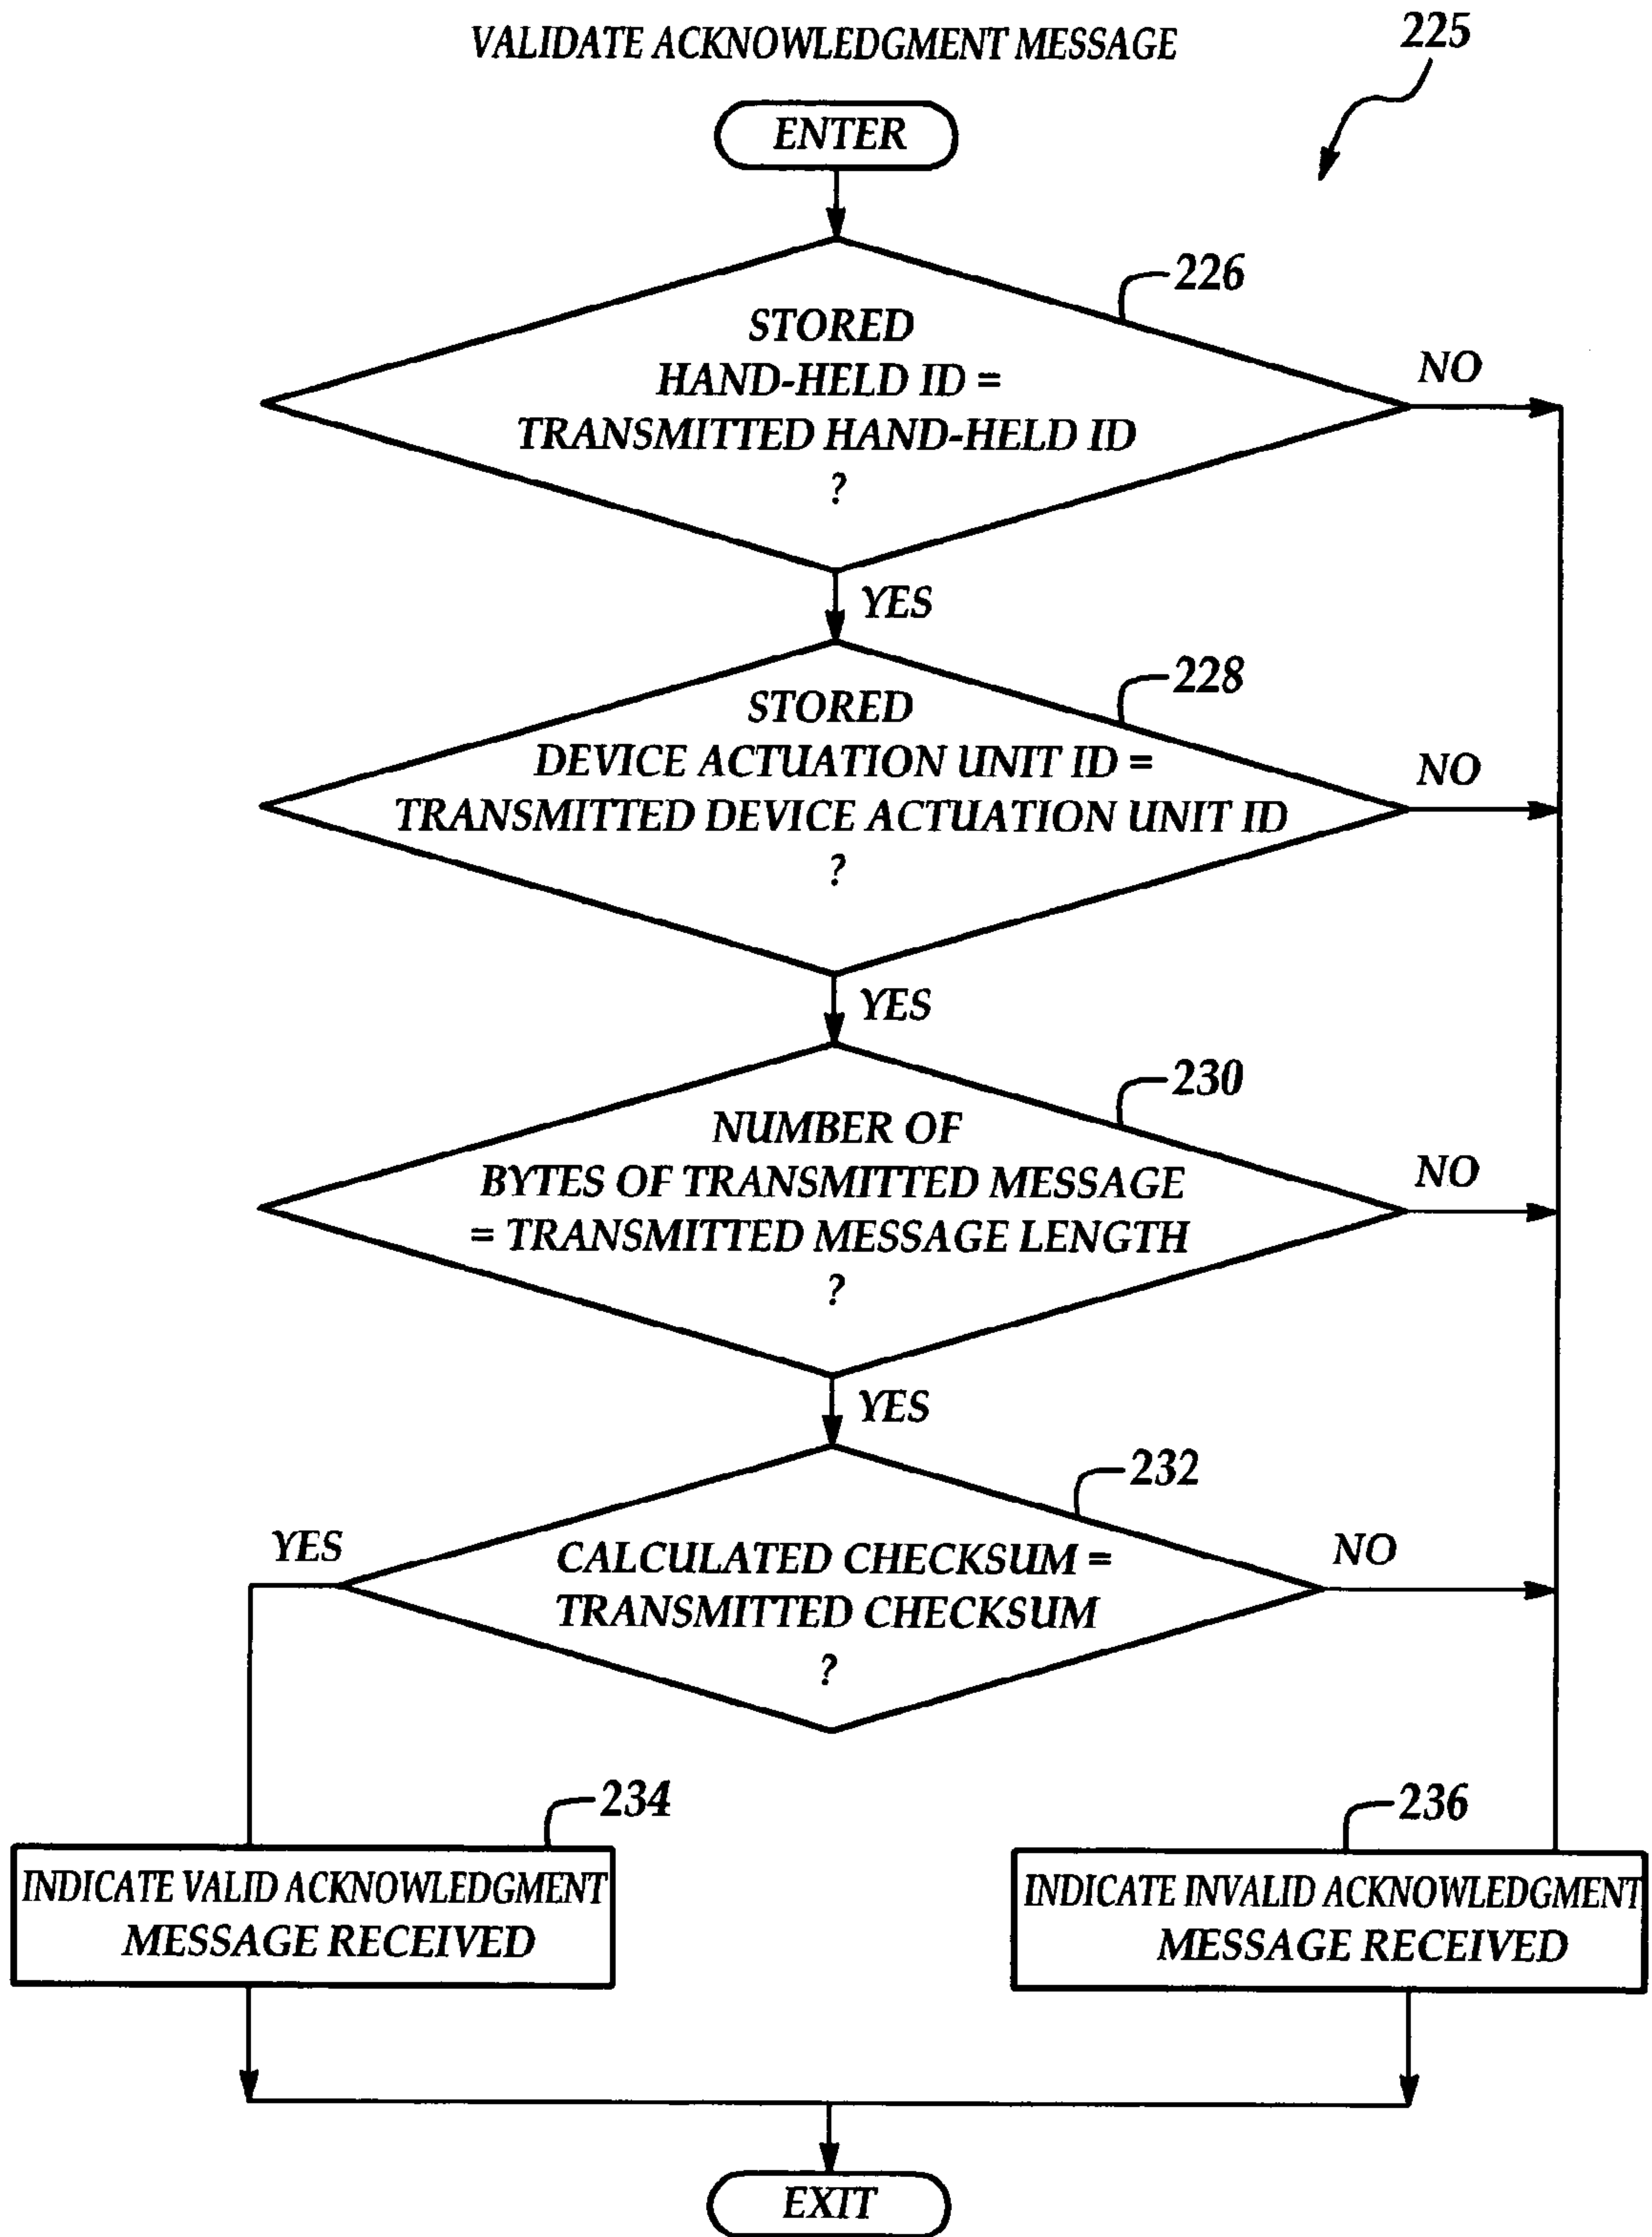 VALIDATE ACKNOWLEDGMENT MESSAGE
225
ENTER
226
STORED
HAND-HELD ID =
TRANSMITTED HAND-HELD ID
?
NO
YES
228
STORED
DEVICE ACTUATION UNIT ID =
TRANSMITTED DEVICE ACTUATION UNIT ID
?
NO
YES
230
NUMBER OF
BYTES OF TRANSMITTED MESSAGE
= TRANSMITTED MESSAGE LENGTH
?
NO
YES
232
YES
CALCULATED CHECKSUM =
TRANSMITTED CHECKSUM
?
NO
234
INDICATE VALID ACKNOWLEDGMENT
MESSAGE RECEIVED
236
INDICATE INVALID ACKNOWLEDGMENT
MESSAGE RECEIVED
EXIT